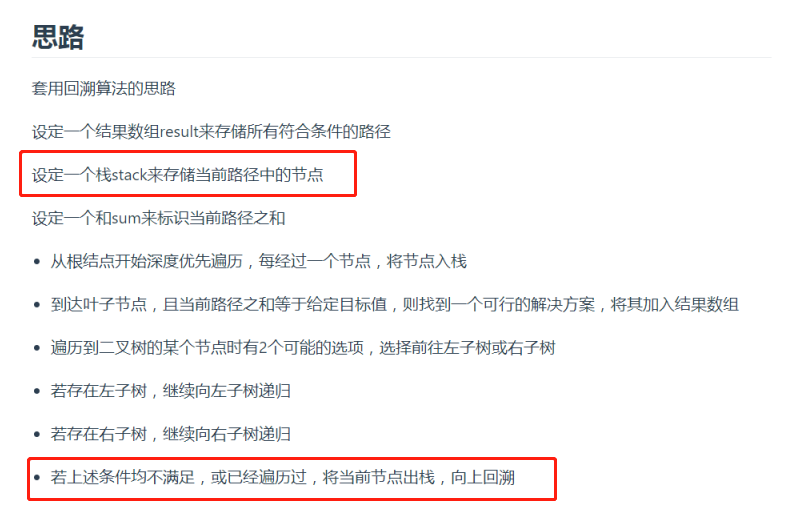 思路
套用回溯算法的思路
设定一个结果数组result来存储所有符合条件的路径
设定一个栈stack来存储当前路径中的节点
设定一个和sum来标识当前路径之和
从根结点开始深度优先遍历，每经过一个节点，将节点入栈
到达叶子节点，且当前路径之和等于给定目标值，则找到一个可行的解决方案，将其加入结果数组
遍历到二叉树的某个节点时有2个可能的选项，选择前往左子树或右子树
若存在左子树，继续向左子树递归
若存在右子树，继续向右子树递归
若上述条件均不满足，或已经遍历过，将当前节点出栈，向上回溯